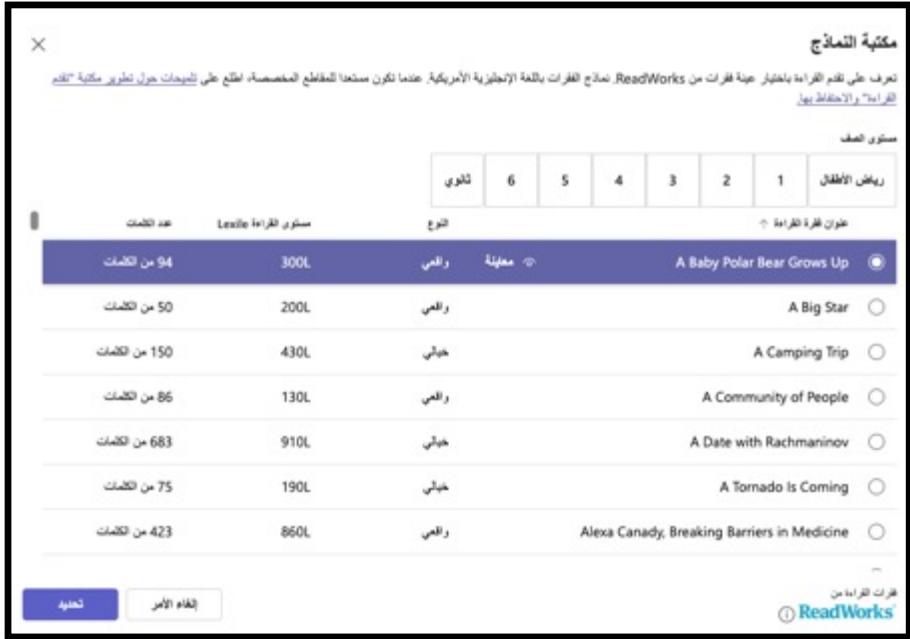 مكتبة النماذج
تعرف على تقدم القراءة باختيار عينة فقرات من ReadWorks. نماذج الفقرات باللغة الإنجليزية الأمريكية. عندما تكون مستعدا للمقاطع المخصصة، اطلع على تلميحات حول تطوير مكتبة "تقدم
القراءة" والاحتفاظ بها.
مستوى الصف
رياض الأطفال 1 2 3 4 5 6 ثانوي
عنوان فقرة القراءة النوع مستوى القراءة Lexile عدد الكلمات
A Baby Polar Bear Grows Up معاينة واقعي 300L 94 من الكلمات
A Big Star واقعي 200L 50 من الكلمات
A Camping Trip خيالي 430L 150 من الكلمات
A Community of People واقعي 130L 86 من الكلمات
A Date with Rachmaninov خيالي 910L 683 من الكلمات
A Tornado Is Coming خيالي 190L 75 من الكلمات
Alexa Canady, Breaking Barriers in Medicine واقعي 860L 423 من الكلمات
فقرات القراءة من
ReadWorks
إلغاء الأمر تحديد